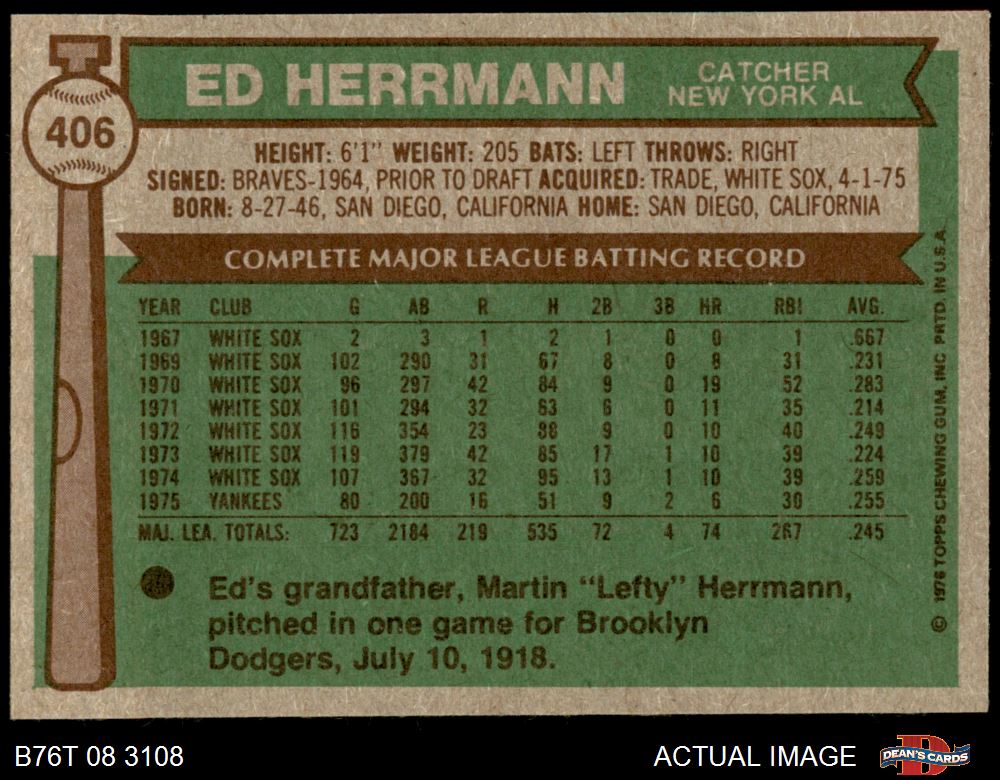 406
ED HERRMANN
CATCHER
NEW YORK AL
HEIGHT: 6'1" WEIGHT: 205 BATS: LEFT THROWS: RIGHT
SIGNED: BRAVES-1964, PRIOR TO DRAFT ACQUIRED: TRADE, WHITE SOX, 4-1-75
BORN: 8-27-46, SAN DIEGO, CALIFORNIA HOME: SAN DIEGO, CALIFORNIA
COMPLETE MAJOR LEAGUE BATTING RECORD
YEAR CLUB G AB R H 2B 3B HR RBI AVG.
1967 WHITE SOX 2 3 1 2 1 0 0 1 .667
1969 WHITE SOX 102 290 31 67 8 0 8 31 .231
1970 WHITE SOX 96 297 42 84 9 0 19 52 .283
1971 WHITE SOX 101 294 32 63 6 0 11 35 .214
1972 WHITE SOX 116 354 23 88 9 0 10 40 .249
1973 WHITE SOX 119 379 42 85 17 1 10 39 .224
1974 WHITE SOX 107 367 32 95 13 1 10 39 .259
1975 YANKEES 80 200 16 51 9 2 6 30 .255
MAJ. LEA. TOTALS: 723 2184 219 535 72 4 74 267 .245
Ed's grandfather, Martin "Lefty" Herrmann,
pitched in one game for Brooklyn
Dodgers, July 10, 1918.
© 1976 TOPPS CHEWING GUM, INC PRTD. IN U.S.A.
B76T 08 3108
ACTUAL IMAGE
DEAN'S CARDS